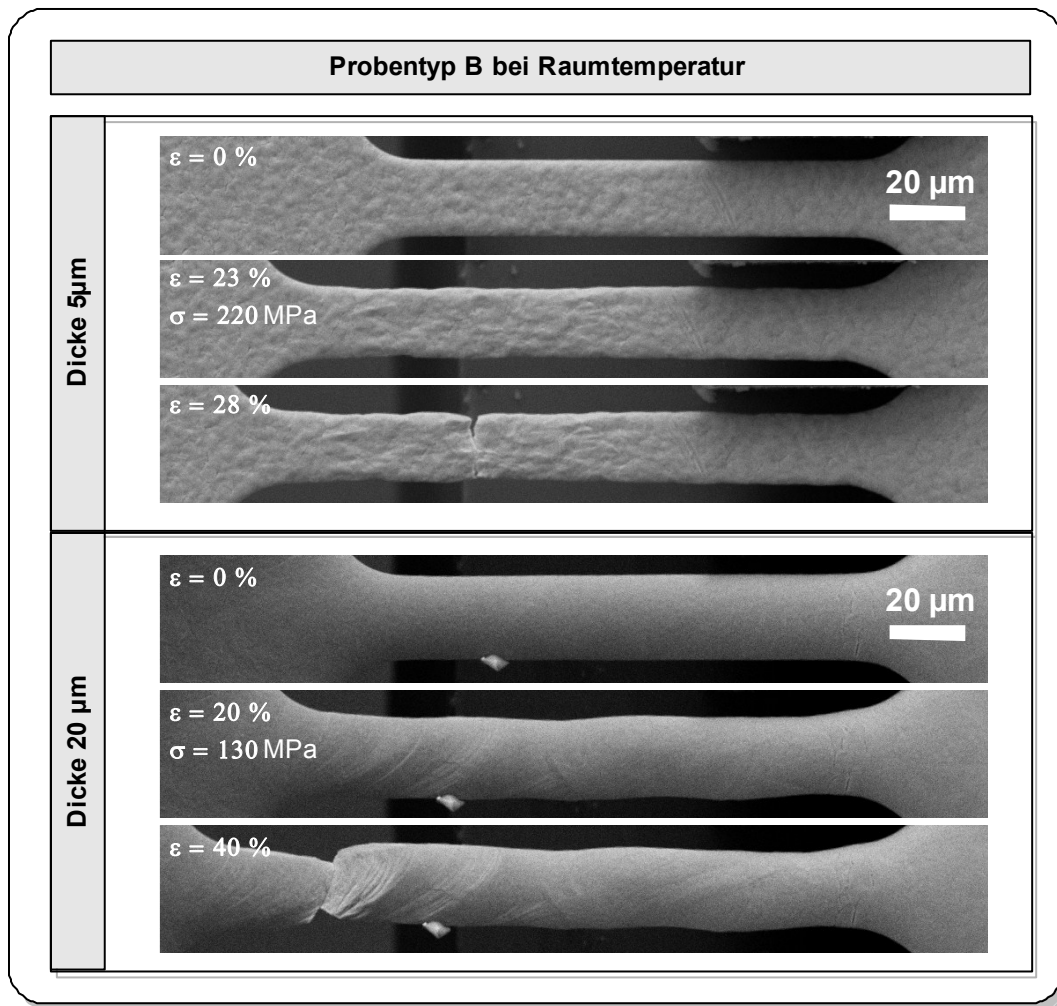 Probentyp B bei Raumtemperatur
Dicke 5µm
ε = 0 %
20 µm
ε = 23 %
σ = 220 MPa
ε = 28 %
Dicke 20 µm
ε = 0 %
20 µm
ε = 20 %
σ = 130 MPa
ε = 40 %